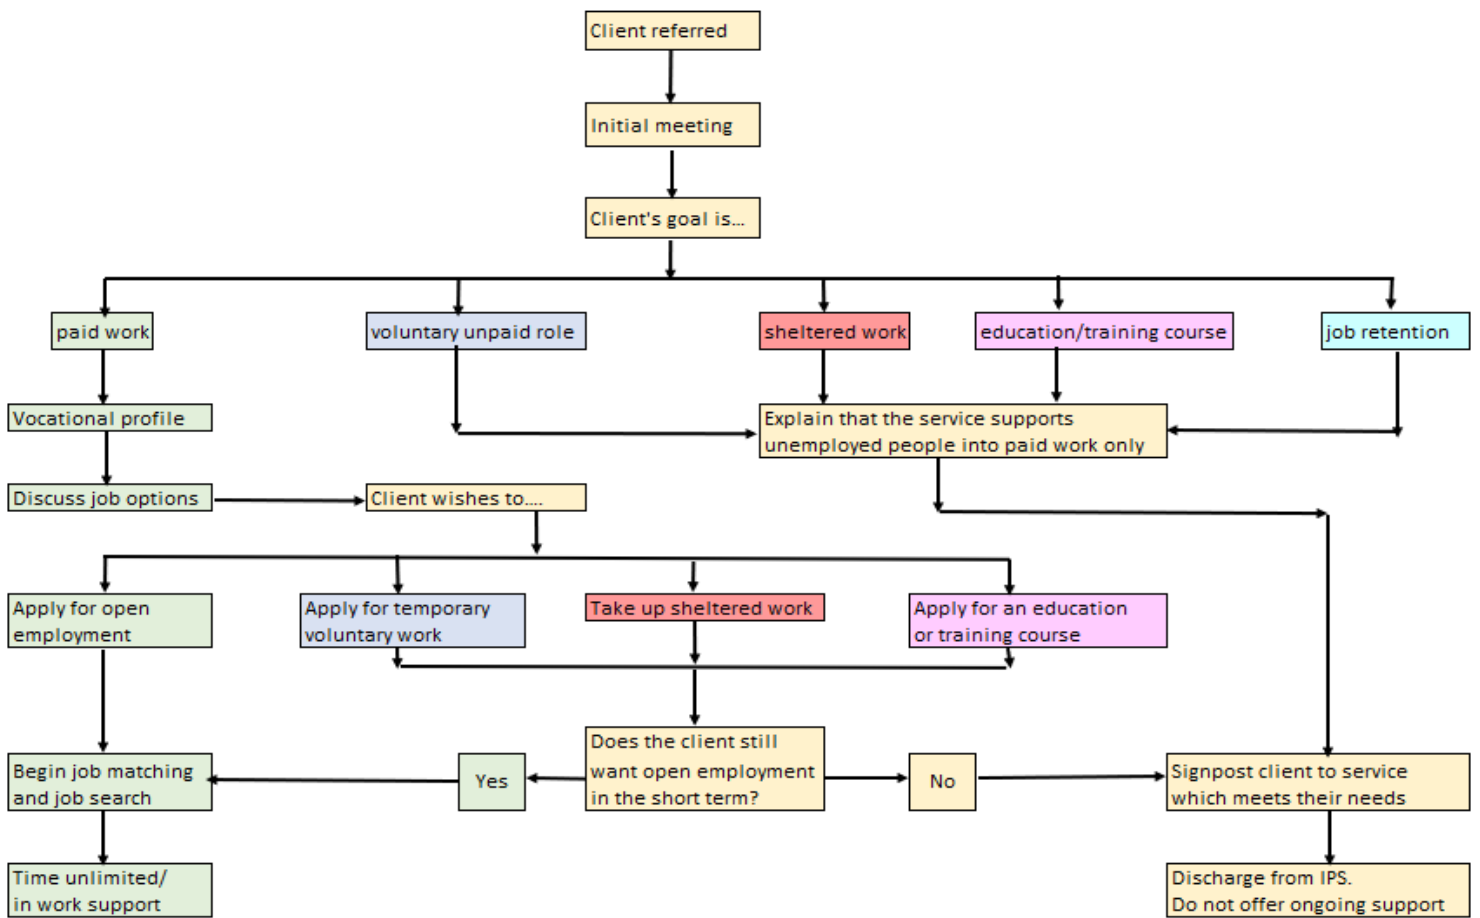 Client referred
Initial meeting
Client's goal is...
paid work
voluntary unpaid role
sheltered work
education/training course
job retention
Vocational profile
Explain that the service supports
unemployed people into paid work only
Discuss job options
Client wishes to....
Apply for open
employment
Apply for temporary
voluntary work
Take up sheltered work
Apply for an education
or training course
Does the client still
want open employment
in the short term?
Begin job matching
and job search
Yes
No
Signpost client to service
which meets their needs
Time unlimited/
in work support
Discharge from IPS.
Do not offer ongoing support